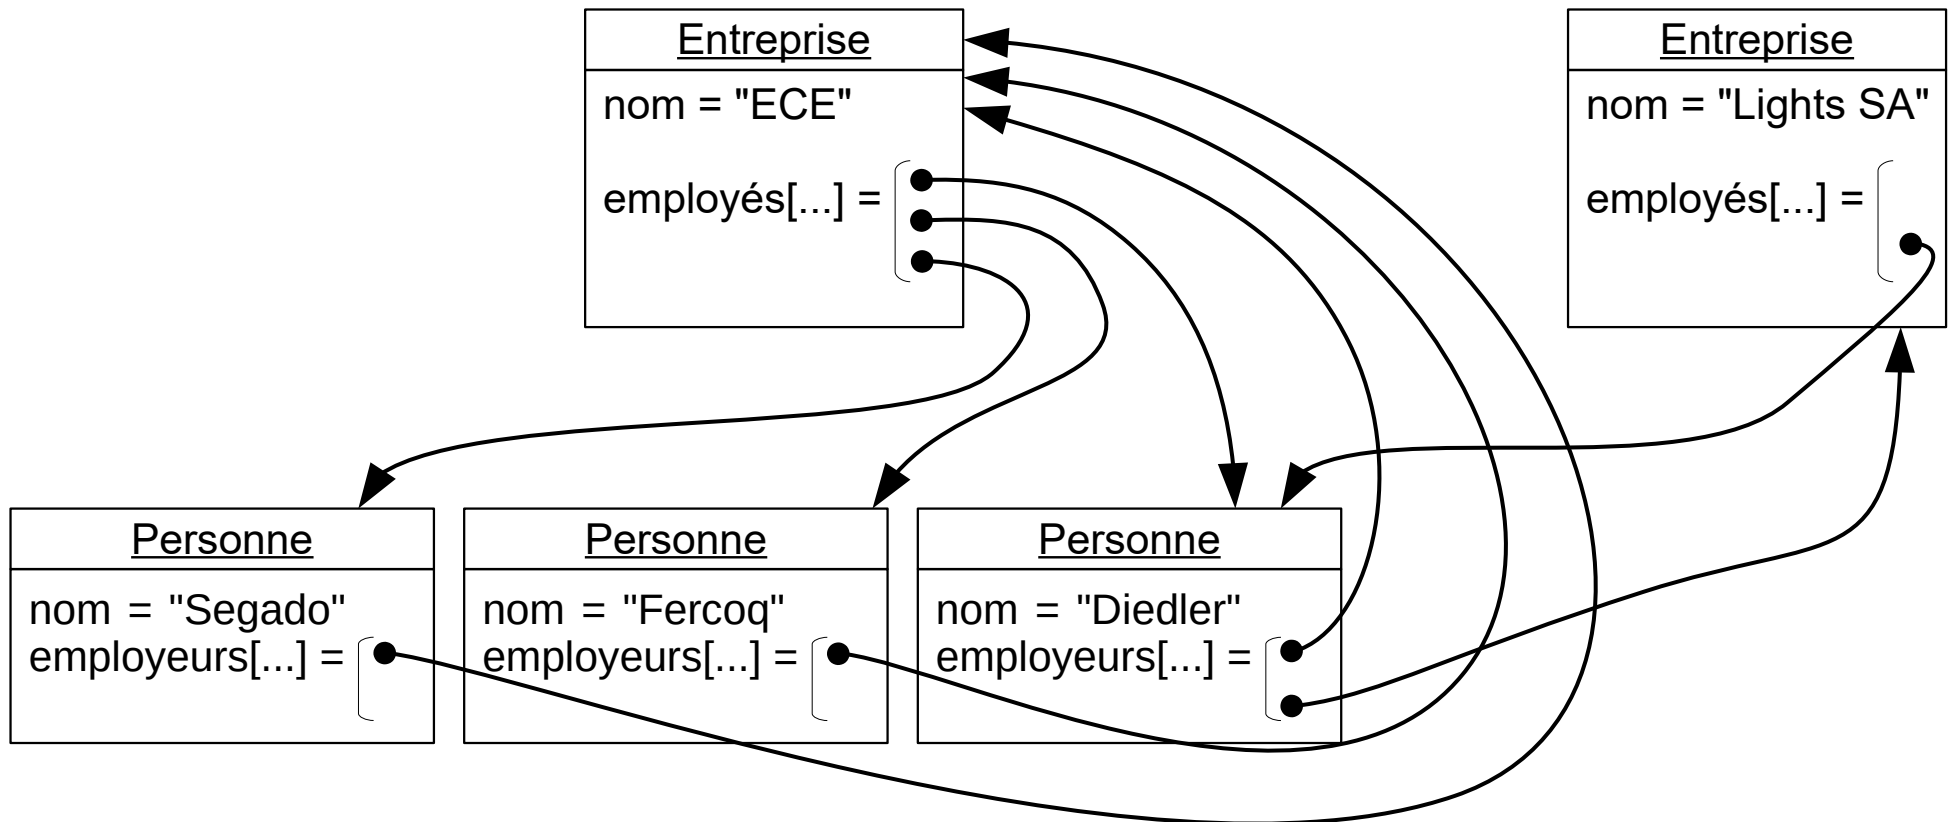 Entreprise
nom = "ECE"
employés[...] =
Entreprise
nom = "Lights SA"
employés[...] =
Personne
nom = "Segado"
employeurs[...] =
Personne
nom = "Fercoq"
employeurs[...] =
Personne
nom = "Diedler"
employeurs[...] =